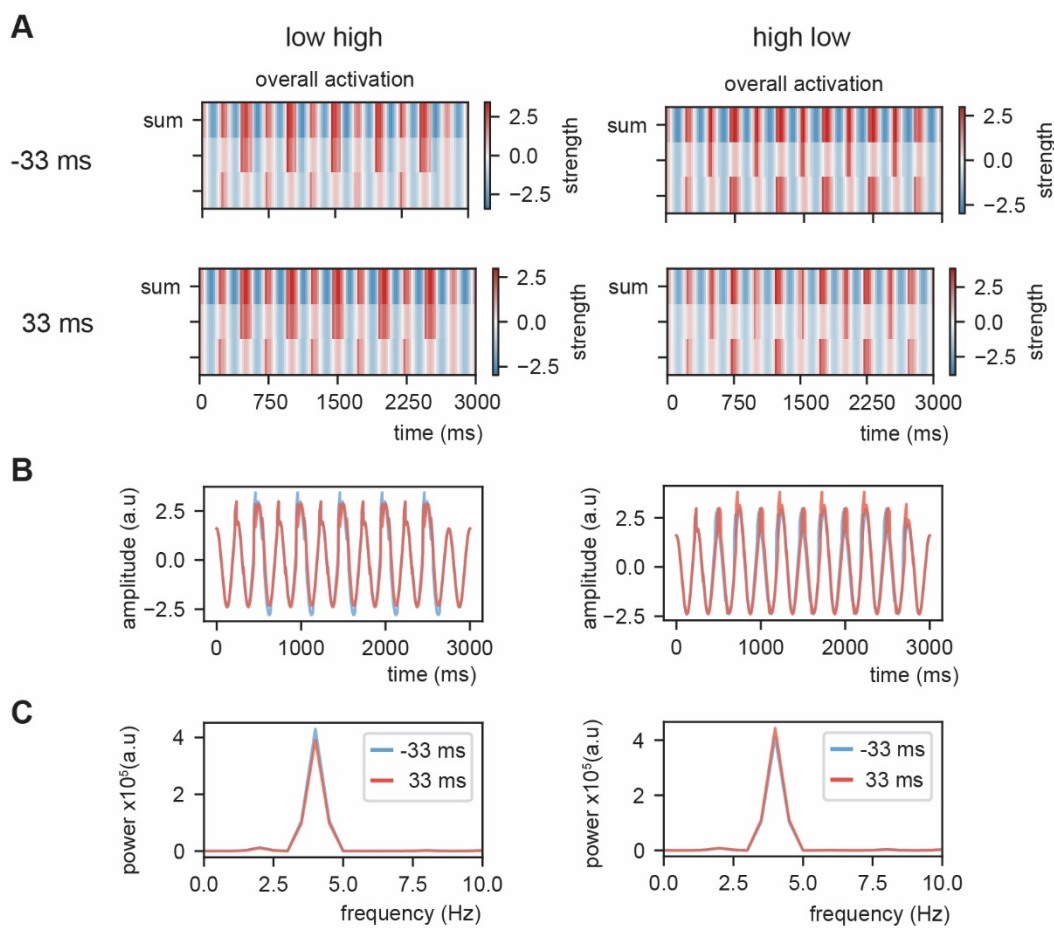 A
low high
high low
overall activation
overall activation
-33 ms
sum
2.5
0.0
−2.5
strength
2.5
0.0
−2.5
strength
33 ms
sum
2.5
0.0
−2.5
strength
2.5
0.0
−2.5
strength
0 750 1500 2250 3000
time (ms)
0 750 1500 2250 3000
time (ms)
B
amplitude (a.u)
2.5
0.0
−2.5
0 1000 2000 3000
time (ms)
amplitude (a.u)
2.5
0.0
−2.5
0 1000 2000 3000
time (ms)
C
power x10⁵(a.u)
4
2
0
-33 ms
33 ms
0.0 2.5 5.0 7.5 10.0
frequency (Hz)
power x10⁵(a.u)
4
2
0
-33 ms
33 ms
0.0 2.5 5.0 7.5 10.0
frequency (Hz)